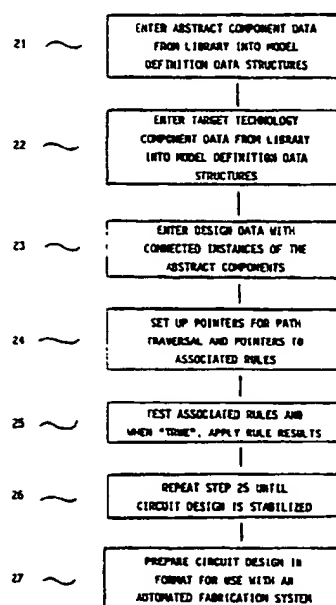 21
ENTER ABSTRACT COMPONENT DATA
FROM LIBRARY INTO MODEL
DEFINITION DATA STRUCTURES
22
ENTER TARGET TECHNOLOGY
COMPONENT DATA FROM LIBRARY
INTO MODEL DEFINITION DATA
STRUCTURES
23
ENTER DESIGN DATA WITH
CONNECTED INSTANCES OF THE
ABSTRACT COMPONENTS
24
SET UP POINTERS FOR PATH
TRAVERSAL AND POINTERS TO
ASSOCIATED RULES
25
TEST ASSOCIATED RULES AND
WHEN "TRUE", APPLY RULE RESULTS
26
REPEAT STEP 25 UNTIL
CIRCUIT DESIGN IS STABILIZED
27
PREPARE CIRCUIT DESIGN IN
FORMAT FOR USE WITH AN
AUTOMATED FABRICATION SYSTEM